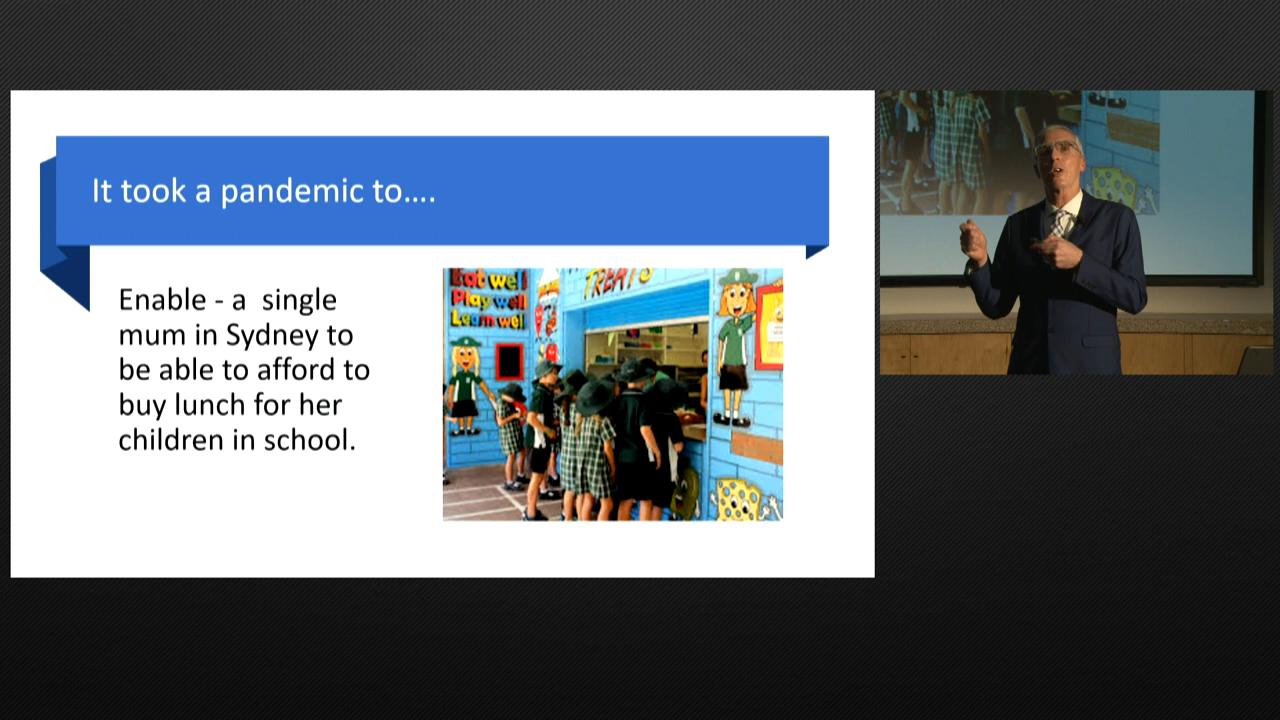 It took a pandemic to....
Enable - a  single
mum in Sydney to
be able to afford to
buy lunch for her
children in school.
Eat well
Play well
Learn well
TREATS